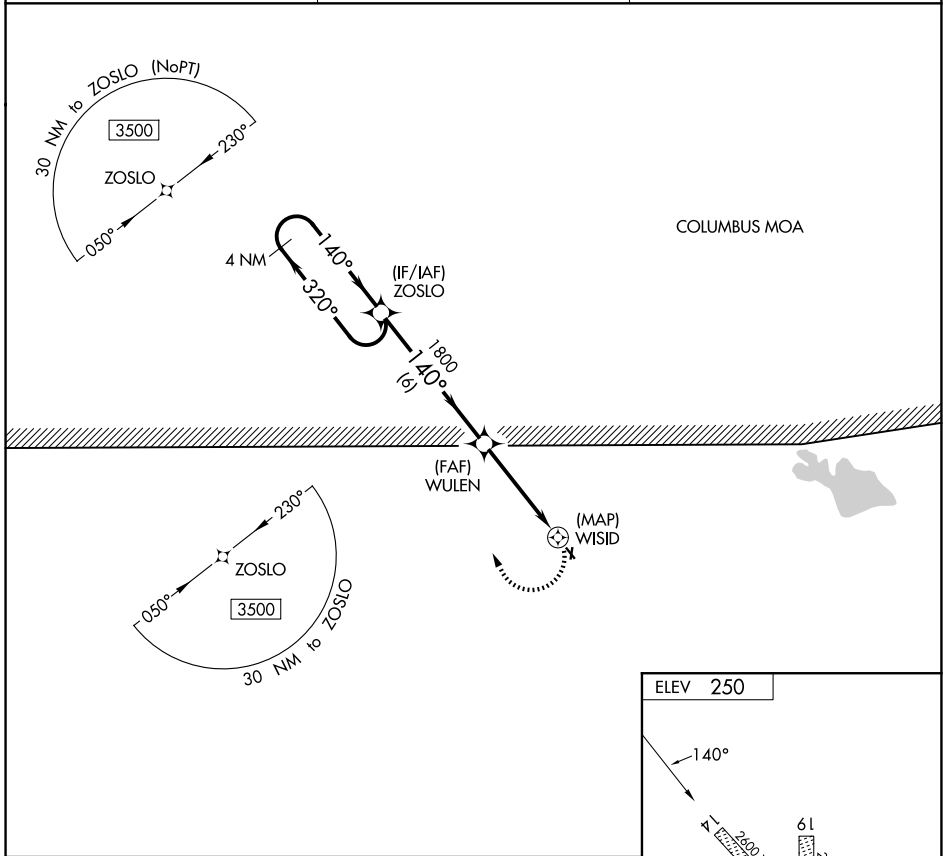 30 NM to ZOSLO (NoPT)
3500
230°
ZOSLO
050°
COLUMBUS MOA
4 NM
140°
320°
(IF/IAF)
ZOSLO
1800
140°
(6)
(FAF)
WULEN
(MAP)
WISID
230°
ZOSLO
050°
3500
30 NM to ZOSLO
ELEV 250
140°
14
2600
19